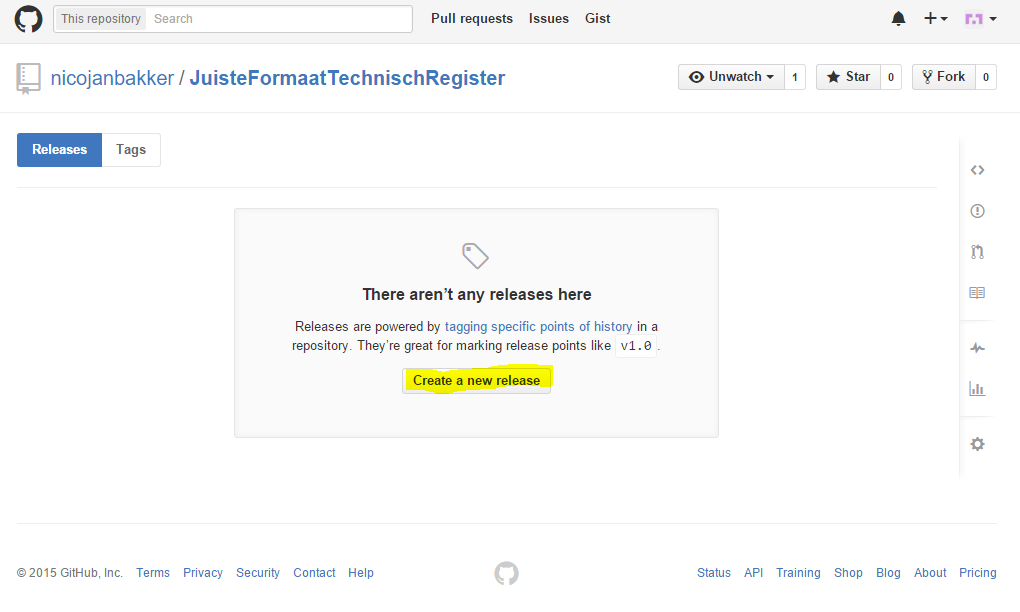 This repository Search Pull requests Issues Gist
nicojanbakker / JuisteFormaatTechnischRegister Unwatch 1 Star 0 Fork 0
Releases Tags
There aren’t any releases here
Releases are powered by tagging specific points of history in a
repository. They’re great for marking release points like v1.0.
Create a new release
© 2015 GitHub, Inc. Terms Privacy Security Contact Help Status API Training Shop Blog About Pricing